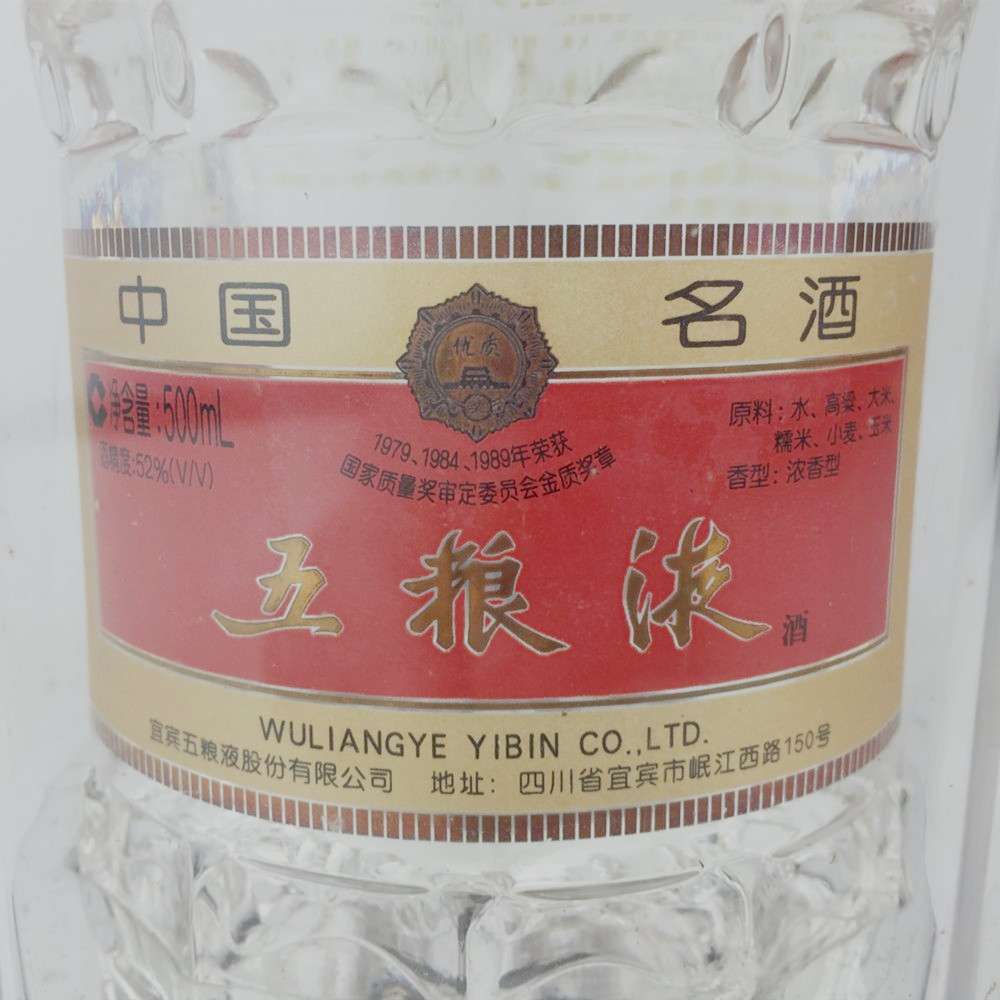 中国 名酒
优质
净含量:500mL
酒精度:52%(V/V)
1979、1984、1989年荣获
国家质量奖审定委员会金质奖章
原料：水、高粱、大米、
糯米、小麦、玉米
香型：浓香型
五粮液酒
WULIANGYE YIBIN CO.,LTD.
宜宾五粮液股份有限公司 地址：四川省宜宾市岷江西路150号